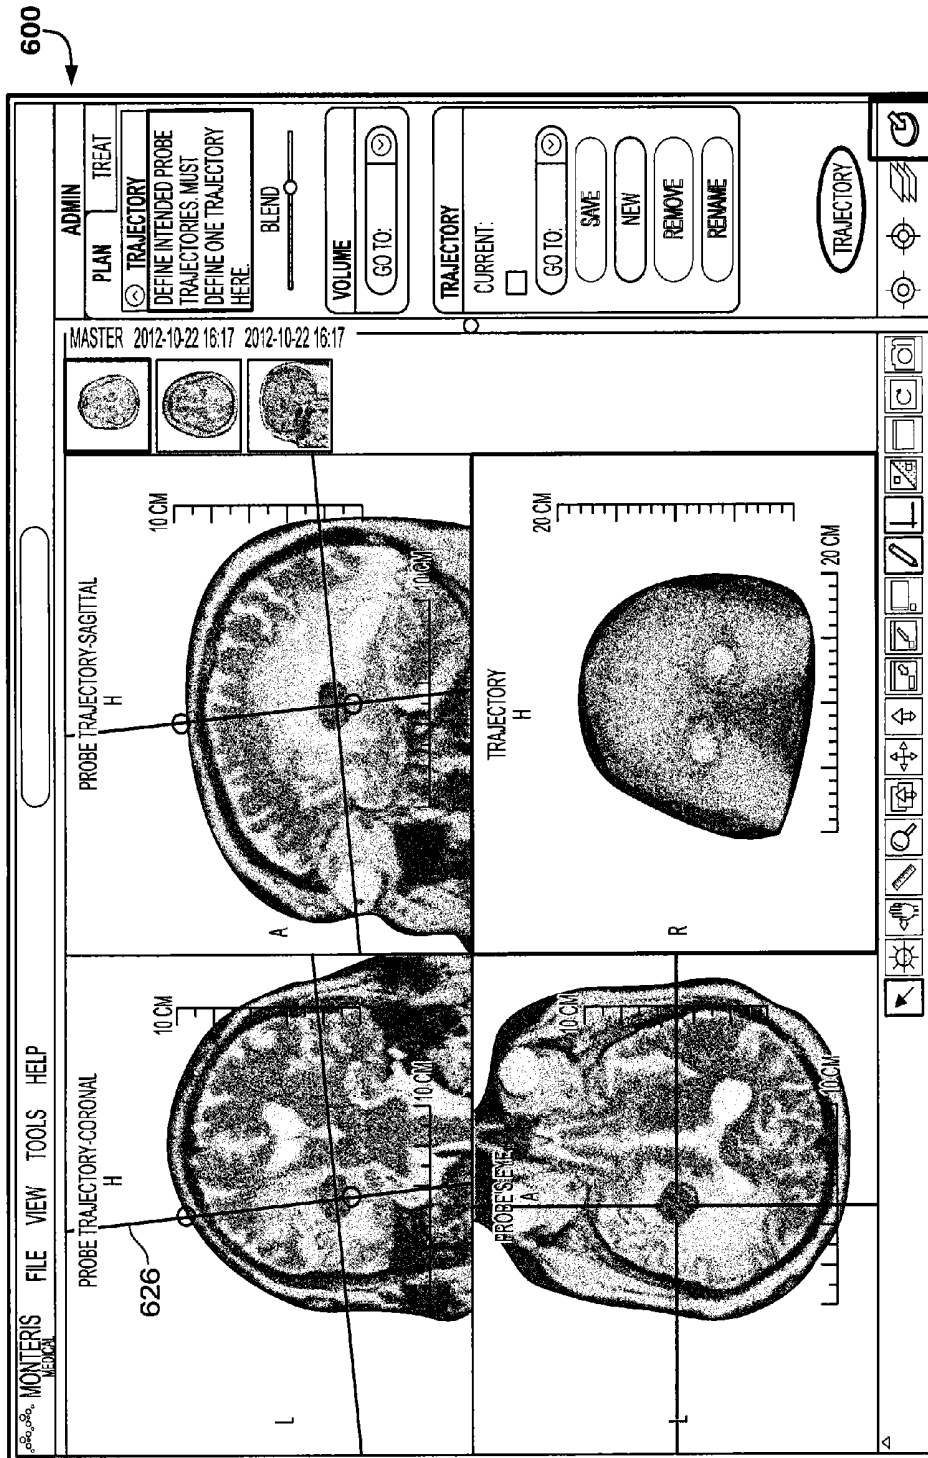 600
MONTERIS
MEDICAL
FILE VIEW TOOLS HELP
PROBE TRAJECTORY-CORONAL
H
10 CM
10 CM
L
626
PROBE TRAJECTORY-SAGITTAL
H
10 CM
10 CM
A
PROBE'S EYE
A
10 CM
10 CM
L
TRAJECTORY
H
20 CM
20 CM
R
MASTER 2012-10-22 16:17 2012-10-22 16:17
ADMIN
PLAN TREAT
TRAJECTORY
DEFINE INTENDED PROBE
TRAJECTORIES. MUST
DEFINE ONE TRAJECTORY
HERE.
BLEND
VOLUME
GO TO:
TRAJECTORY
CURRENT:
GO TO:
SAVE
NEW
REMOVE
RENAME
TRAJECTORY